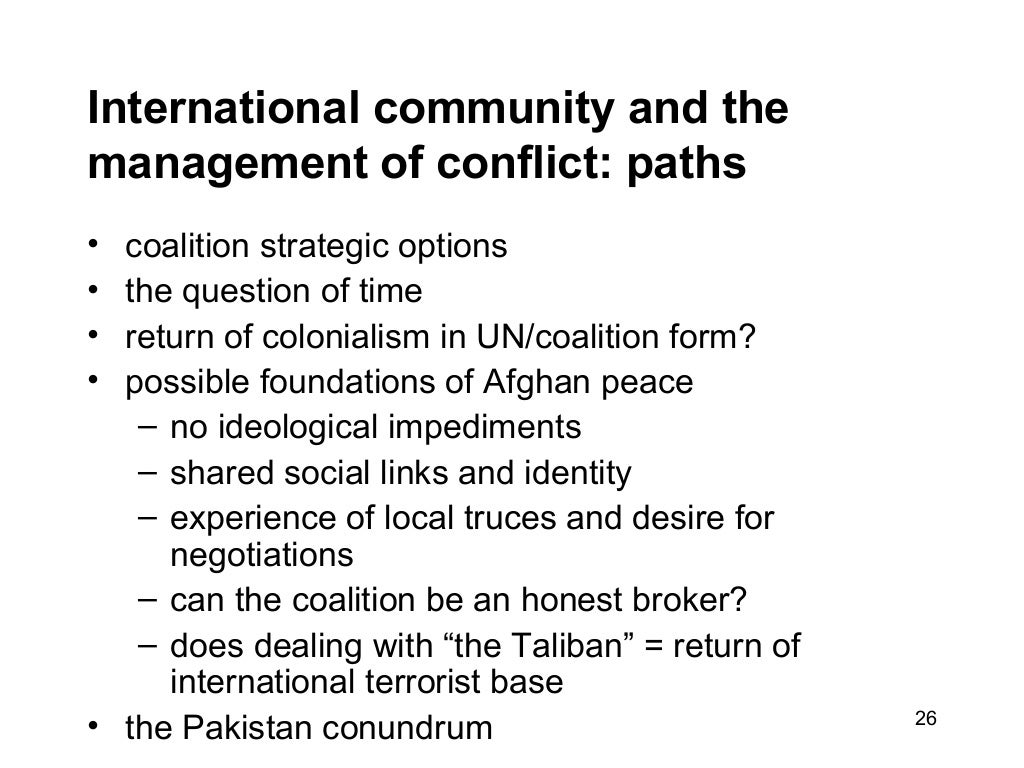 International community and the
management of conflict: paths
• coalition strategic options
• the question of time
• return of colonialism in UN/coalition form?
• possible foundations of Afghan peace
– no ideological impediments
– shared social links and identity
– experience of local truces and desire for
negotiations
– can the coalition be an honest broker?
– does dealing with “the Taliban” = return of
international terrorist base
• the Pakistan conundrum
26